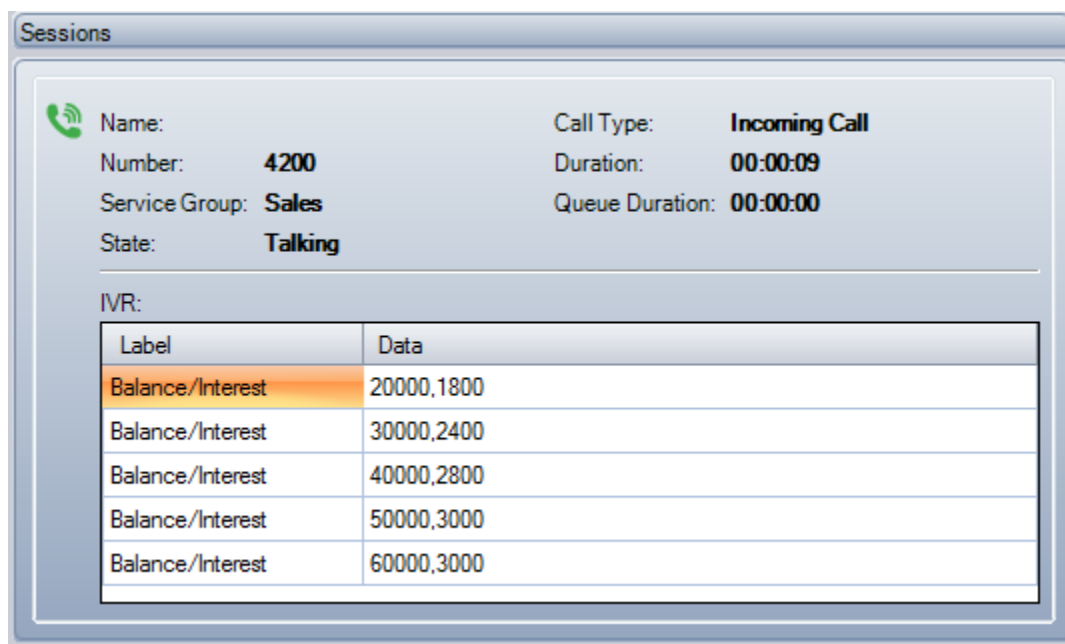 Sessions
Name: Call Type: Incoming Call
Number: 4200 Duration: 00:00:09
Service Group: Sales Queue Duration: 00:00:00
State: Talking
IVR:
Label Data
Balance/Interest 20000,1800
Balance/Interest 30000,2400
Balance/Interest 40000,2800
Balance/Interest 50000,3000
Balance/Interest 60000,3000